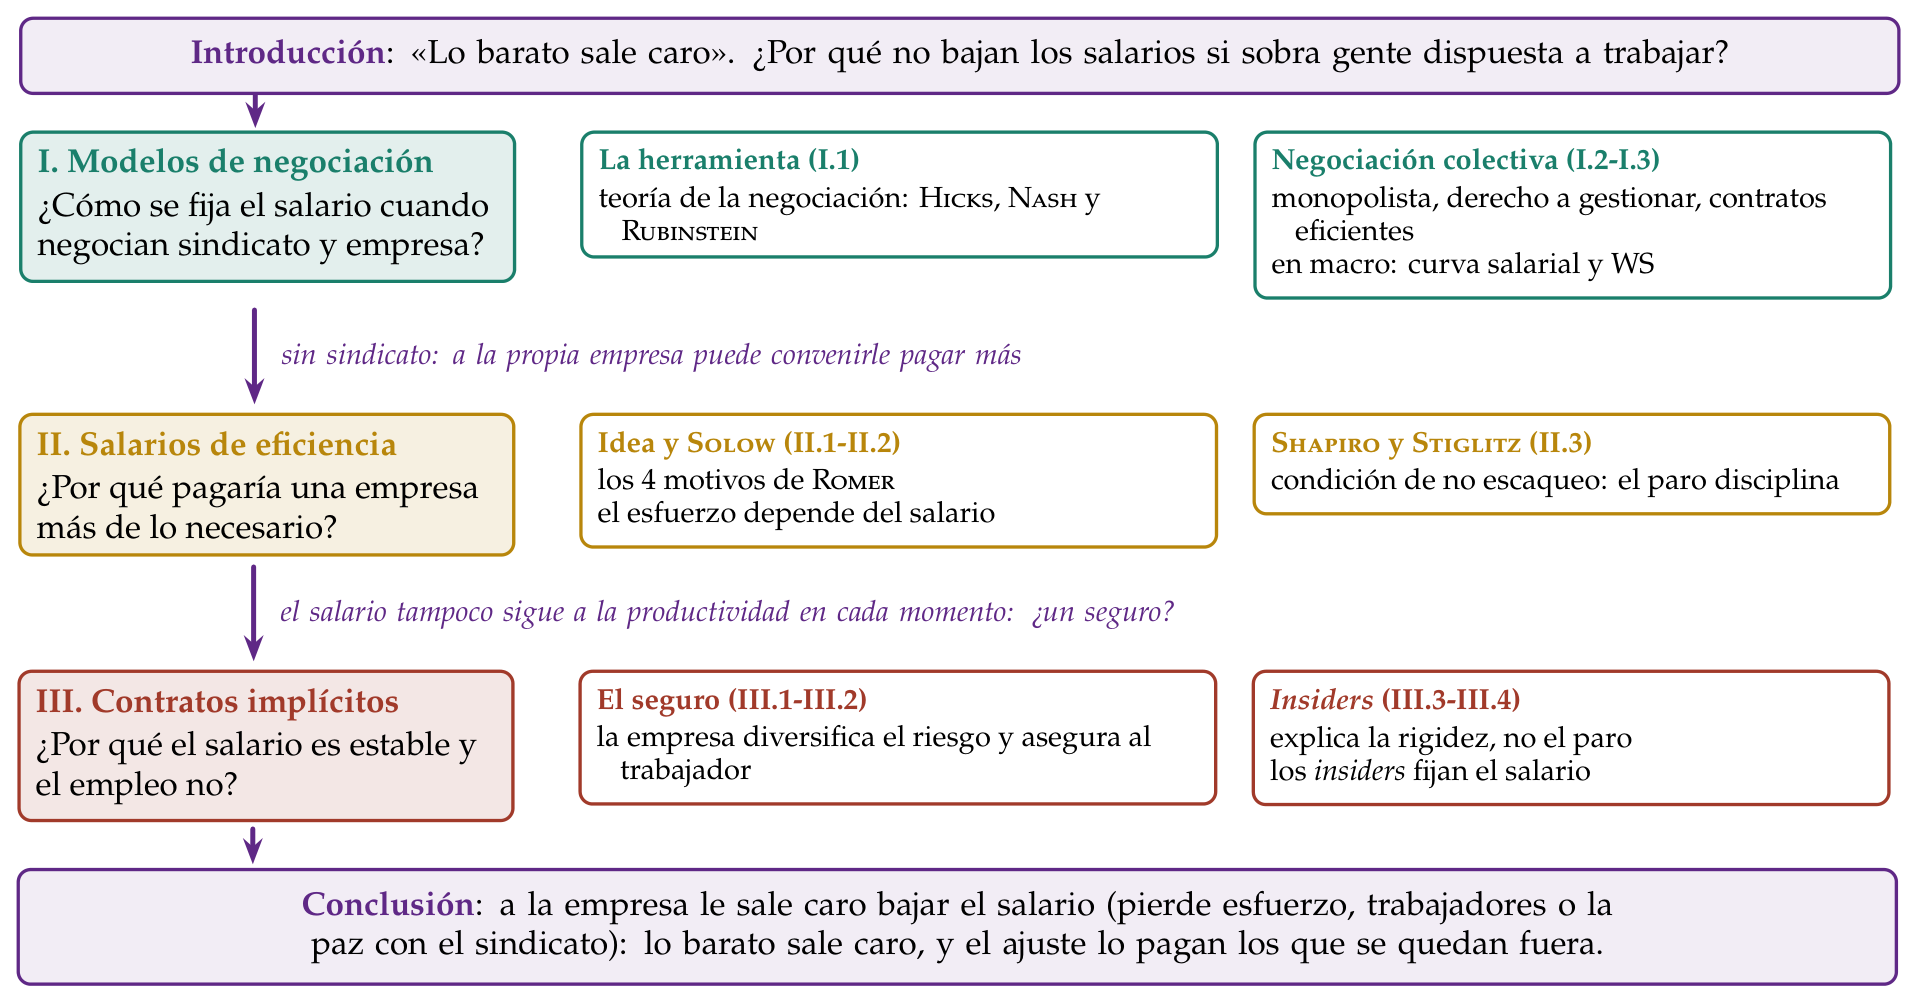 Introducción: «Lo barato sale caro». ¿Por qué no bajan los salarios si sobra gente dispuesta a trabajar?
I. Modelos de negociación
¿Cómo se fija el salario cuando
negocian sindicato y empresa?
La herramienta (I.1)
teoría de la negociación: Hicks, Nash y
Rubinstein
Negociación colectiva (I.2-I.3)
monopolista, derecho a gestionar, contratos
eficientes
en macro: curva salarial y WS
sin sindicato: a la propia empresa puede convenirle pagar más
II. Salarios de eficiencia
¿Por qué pagaría una empresa
más de lo necesario?
Idea y Solow (II.1-II.2)
los 4 motivos de Romer
el esfuerzo depende del salario
Shapiro y Stiglitz (II.3)
condición de no escaqueo: el paro disciplina
el salario tampoco sigue a la productividad en cada momento: ¿un seguro?
III. Contratos implícitos
¿Por qué el salario es estable y
el empleo no?
El seguro (III.1-III.2)
la empresa diversifica el riesgo y asegura al
trabajador
Insiders (III.3-III.4)
explica la rigidez, no el paro
los insiders fijan el salario
Conclusión: a la empresa le sale caro bajar el salario (pierde esfuerzo, trabajadores o la
paz con el sindicato): lo barato sale caro, y el ajuste lo pagan los que se quedan fuera.